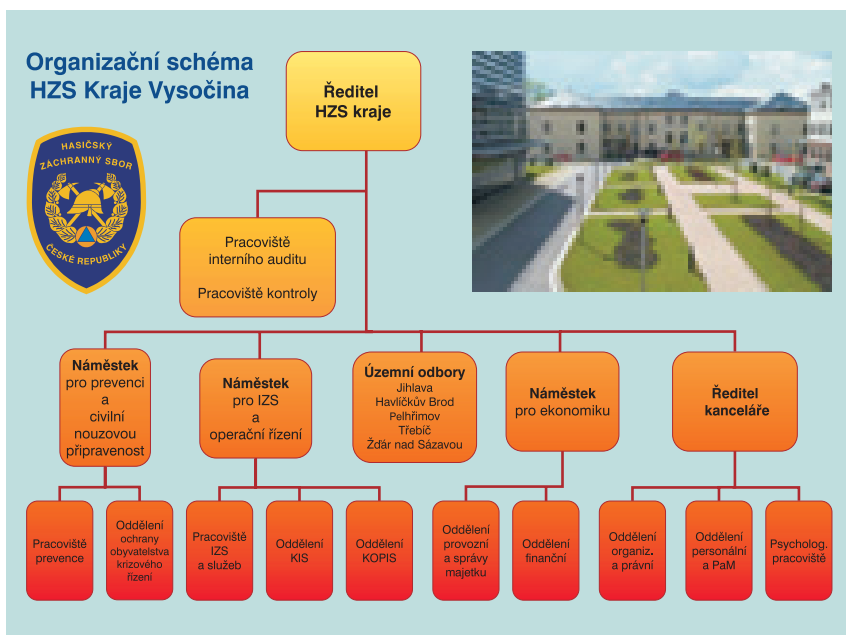 Organizační schéma
HZS Kraje Vysočina
Ředitel
HZS kraje
HASIČSKÝ
ZÁCHRANNÝ SBOR
ČESKÉ REPUBLIKY
Pracoviště
interního auditu
Pracoviště kontroly
Náměstek
pro prevenci
a
civilní
nouzovou
připravenost
Náměstek
pro IZS
a
operační řízení
Územní odbory
Jihlava
Havlíčkův Brod
Pelhřimov
Třebíč
Žďár nad Sázavou
Náměstek
pro ekonomiku
Ředitel
kanceláře
Pracoviště
prevence
Oddělení
ochrany
obyvatelstva
krizového
řízení
Pracoviště
IZS
a služeb
Oddělení
KIS
Oddělení
KOPIS
Oddělení
provozní
a správy
majetku
Oddělení
finanční
Oddělení
organiz.
a právní
Oddělení
personální
a PaM
Psycholog.
pracoviště